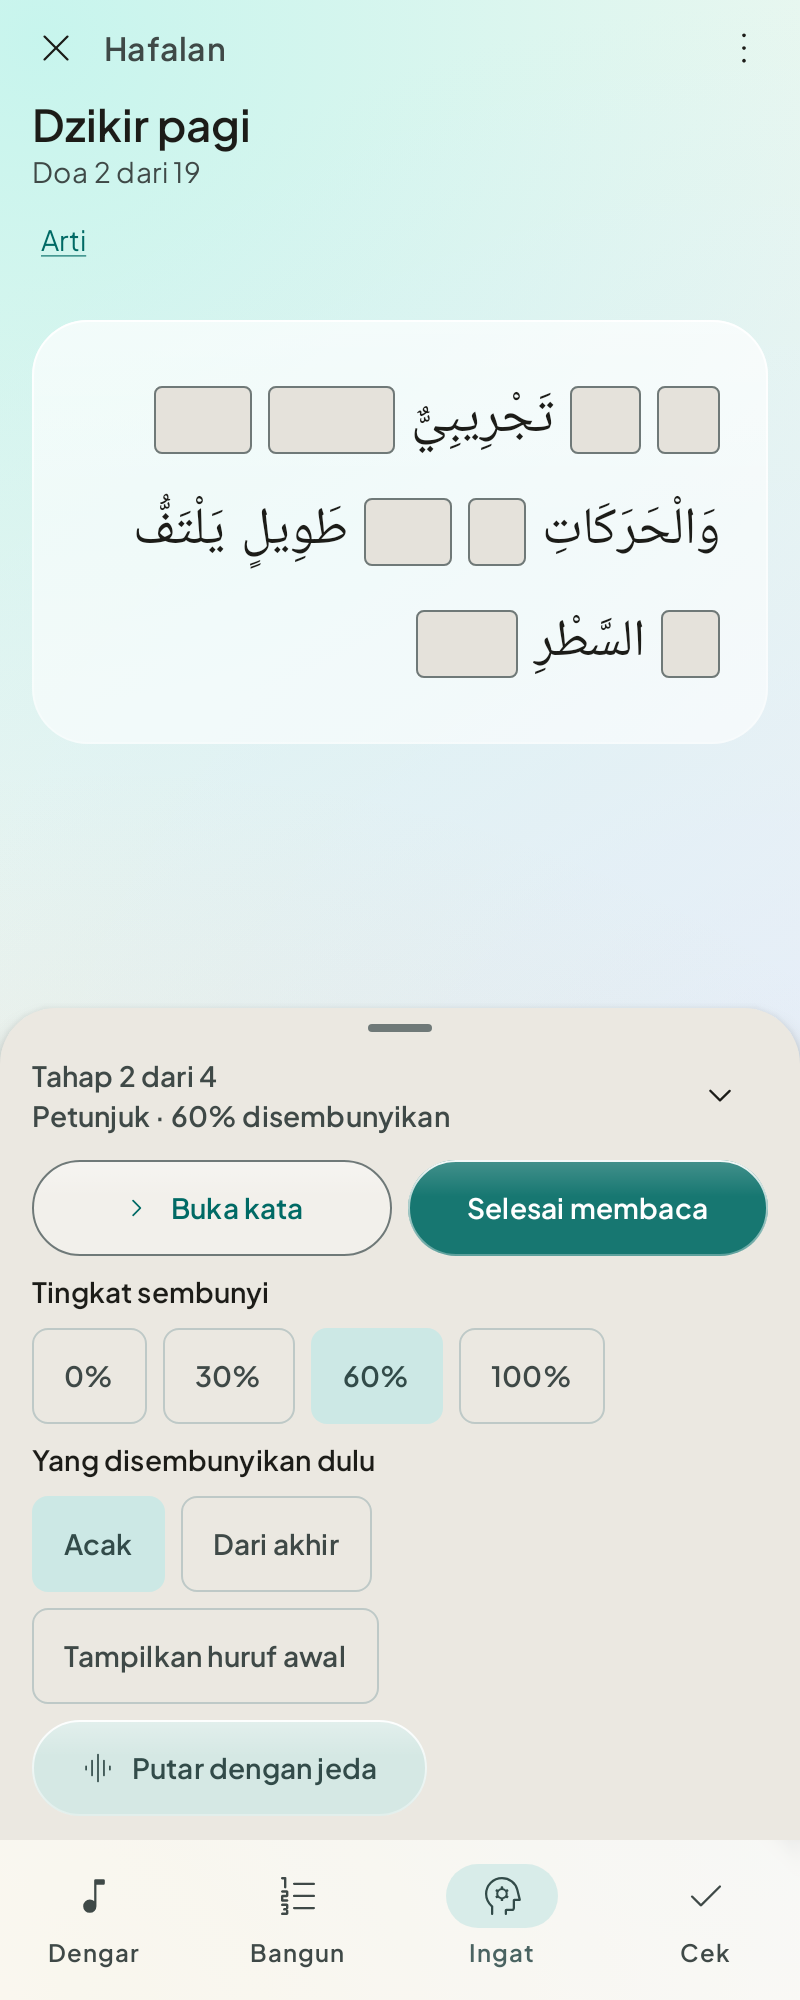 Hafalan
Dzikir pagi
Doa 2 dari 19
Arti
تَجْرِيبِيٌّ
وَالْحَرَكَاتِ طَوِيلٍ يَلْتَفُّ
السَّطْرِ
Tahap 2 dari 4
Petunjuk · 60% disembunyikan
Buka kata
Selesai membaca
Tingkat sembunyi
0% 30% 60% 100%
Yang disembunyikan dulu
Acak Dari akhir
Tampilkan huruf awal
Putar dengan jeda
Dengar Bangun Ingat Cek